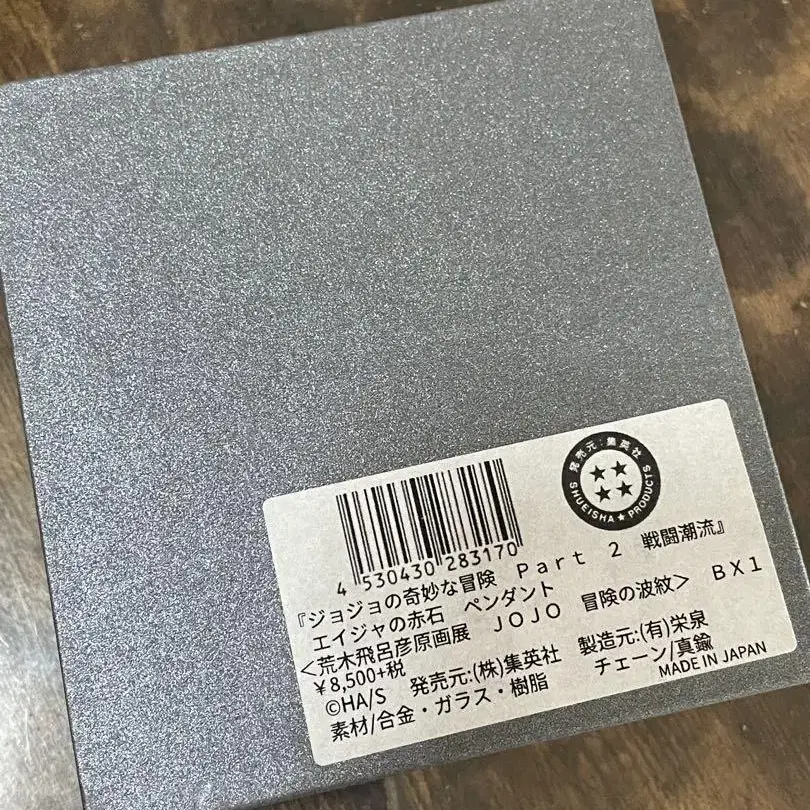 発売元:集英社
SHUEISHA★PRODUCTS
4 530430 283170
『ジョジョの奇妙な冒険　Ｐａｒｔ　２　戦闘潮流』
エイジャの赤石　ペンダント
＜荒木飛呂彦原画展　ＪＯＪＯ　冒険の波紋＞　ＢＸ１
￥8,500+税
©HA/S　発売元:(株)集英社　製造元:(有)栄泉
素材/合金・ガラス・樹脂　チェーン/真鍮
MADE IN JAPAN